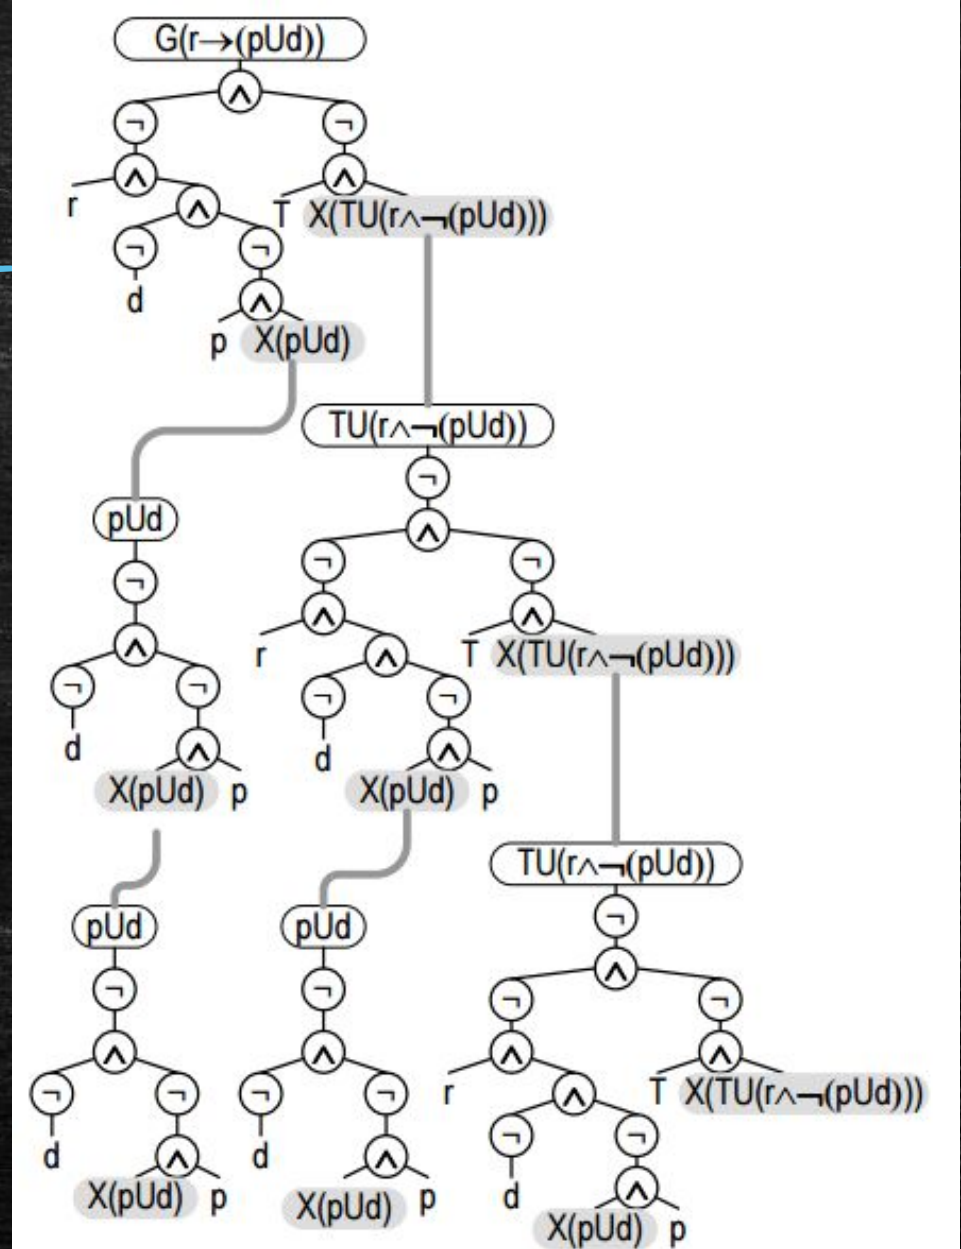 G(r→(pUd))
∧
¬ ¬
r ∧ ∧ T ∧ X(TU(r∧¬(pUd)))
¬ ¬
d ∧
p X(pUd)
TU(r∧¬(pUd))
¬
pUd ∧
¬ ¬ ¬
∧ r ∧ T ∧ X(TU(r∧¬(pUd)))
¬ ¬ ∧
d ∧ ¬ ¬
X(pUd) p d ∧ X(pUd) p
TU(r∧¬(pUd))
pUd pUd ¬
¬ ¬ ∧
∧ ∧ ¬ ¬
¬ ¬ ¬ ¬ r ∧ ∧ T ∧ X(TU(r∧¬(pUd)))
d ∧ d ∧ ¬ ¬
X(pUd) p X(pUd) p d ∧
X(pUd) p